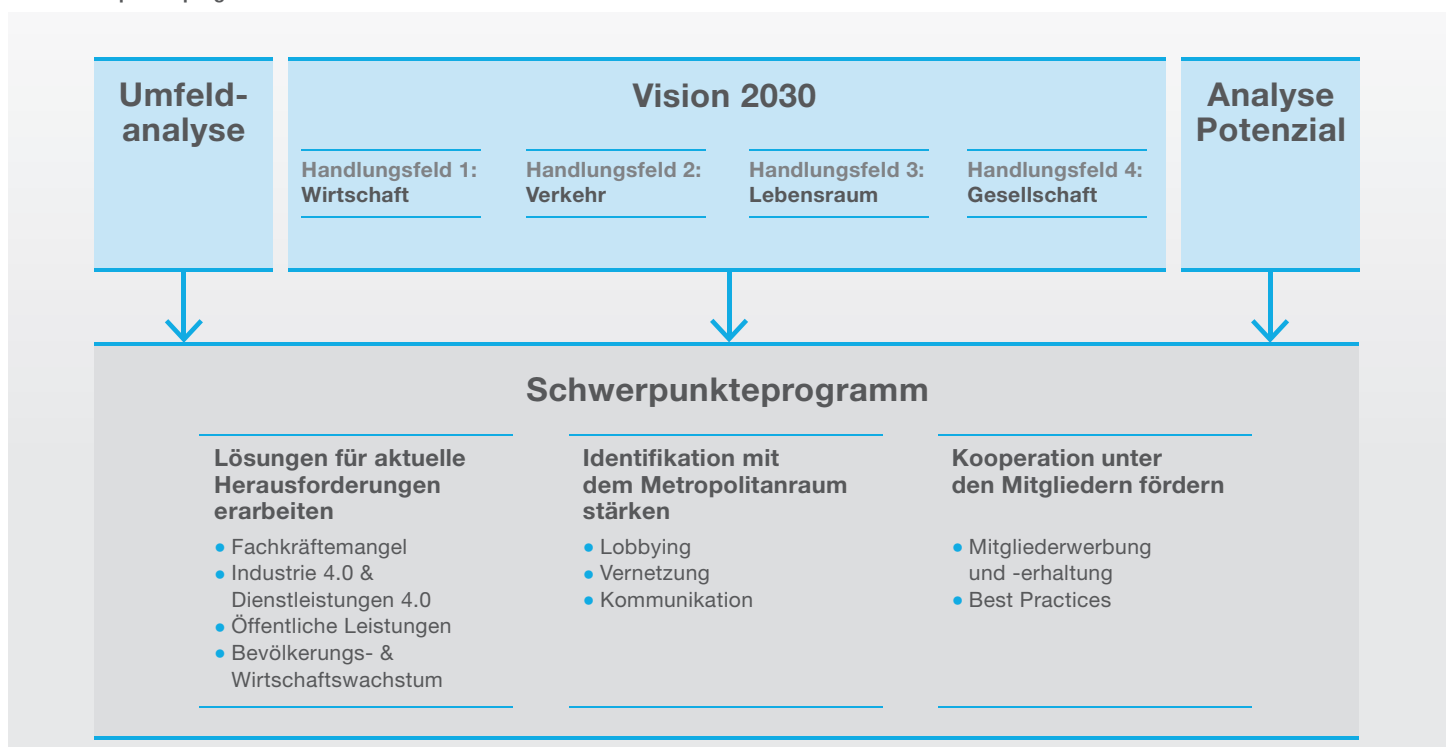 Umfeld-
analyse
Vision 2030
Handlungsfeld 1:
Wirtschaft
Handlungsfeld 2:
Verkehr
Handlungsfeld 3:
Lebensraum
Handlungsfeld 4:
Gesellschaft
Analyse
Potenzial
Schwerpunkteprogramm
Lösungen für aktuelle
Herausforderungen
erarbeiten
• Fachkräftemangel
• Industrie 4.0 &
Dienstleistungen 4.0
• Öffentliche Leistungen
• Bevölkerungs- &
Wirtschaftswachstum
Identifikation mit
dem Metropolitanraum
stärken
• Lobbying
• Vernetzung
• Kommunikation
Kooperation unter
den Mitgliedern fördern
• Mitgliederwerbung
und -erhaltung
• Best Practices